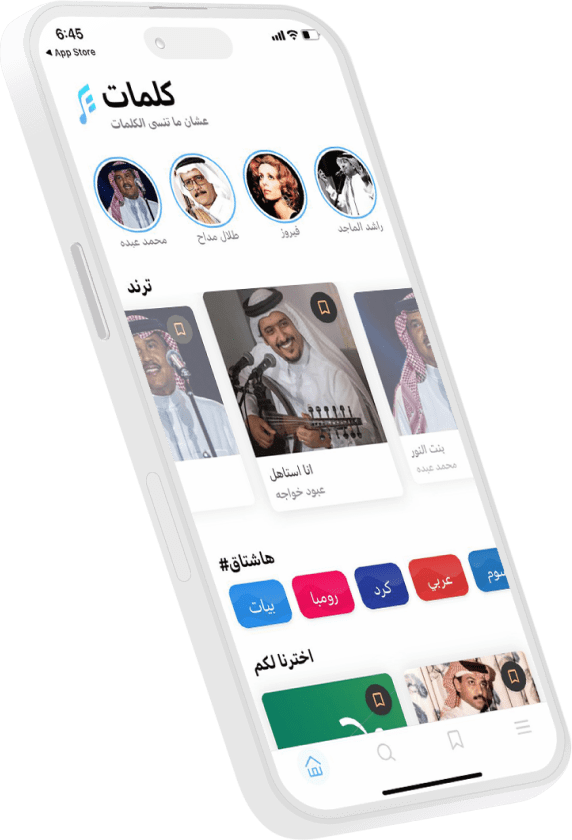 6:45
App Store
كلمات
عشان ما تنسى الكلمات
راشد الماجد
فيروز
طلال مداح
محمد عبده
ترند
بنت النور
محمد عبده
انا استاهل
عبود خواجه
#هاشتاق
عربي
كرد
رومبا
بيات
اخترنا لكم